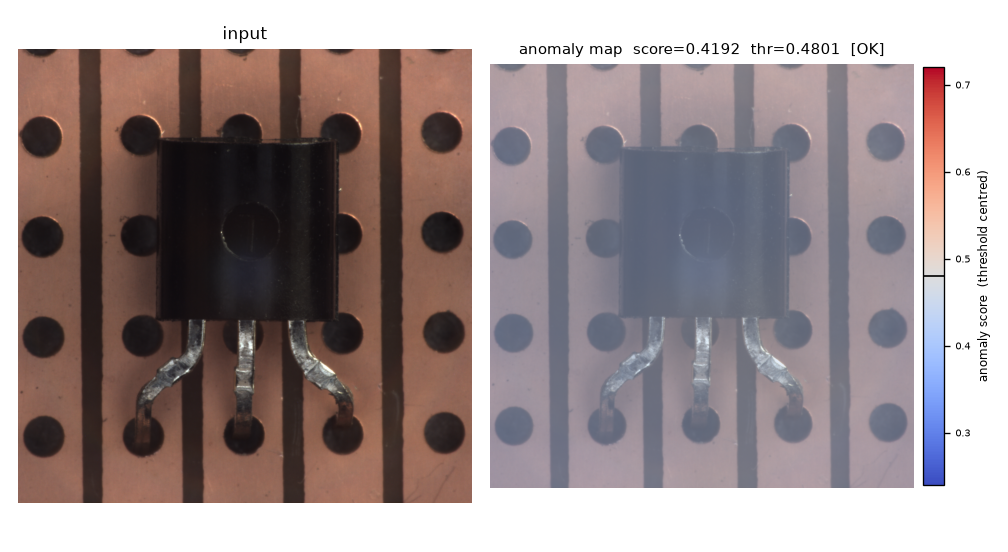 input
anomaly map  score=0.4192  thr=0.4801  [OK]
0.7
0.6
0.5
0.4
0.3
anomaly score  (threshold centred)